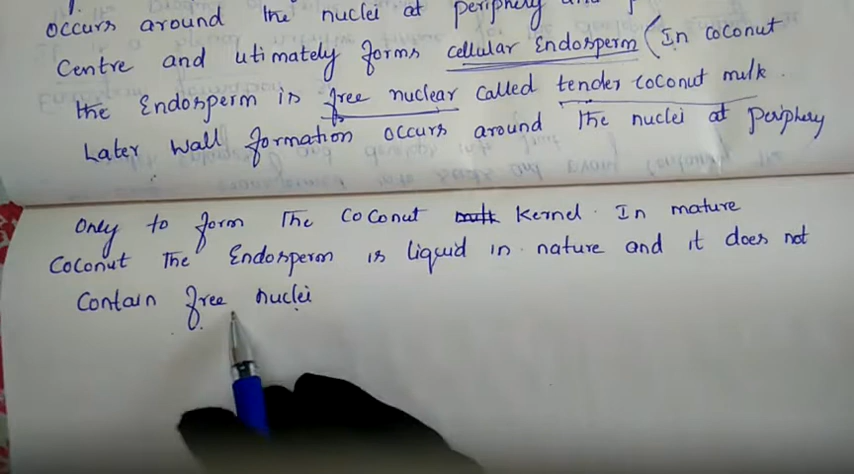 occurs around the nuclei at periphery and
Centre and utimately forms cellular Endosperm (In coconut
the Endosperm is free nuclear called tender coconut mulk.
Later wall formation occurs around the nuclei at periphery
Only to form The CoConut kernel. In mature
CoConut The Endosperm is liquid in nature and it does not
Contain free nuclei